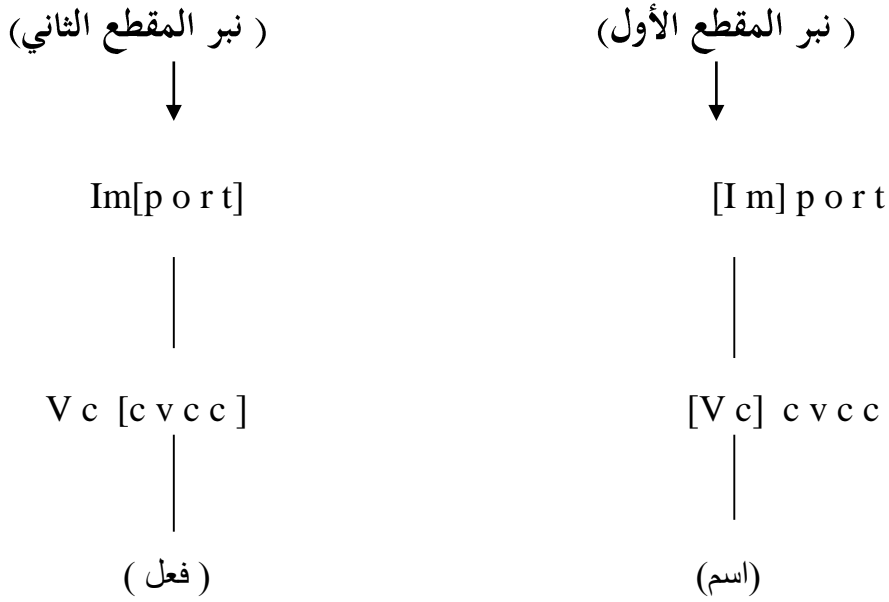 ( نبر المقطع الأول) ( نبر المقطع الثاني)
[I m] p o r t Im[p o r t]
[V c] c v c c V c [c v c c ]
(اسم) ( فعل )